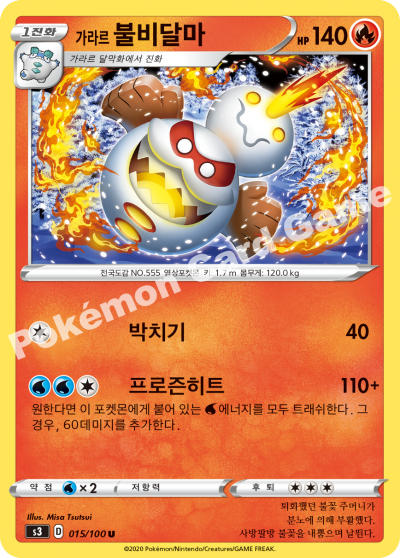 1진화
가라르 불비달마
HP 140
가라르 달막화에서 진화
전국도감 NO.555 염상포켓몬 키 1.7m 몸무게: 120.0kg
Pokémon Card Game
박치기 40
프로즌히트 110+
원한다면 이 포켓몬에게 붙어 있는 에너지를 모두 트래쉬한다. 그
경우, 60데미지를 추가한다.
약점 ×2 저항력 후퇴
Illus. Misa Tsutsui
s3 D 015/100 U
퇴화했던 불꽃 주머니가
분노에 의해 부활했다.
사방팔방 불꽃을 내뿜으며 날뛴다.
©2020 Pokémon/Nintendo/Creatures/GAME FREAK.